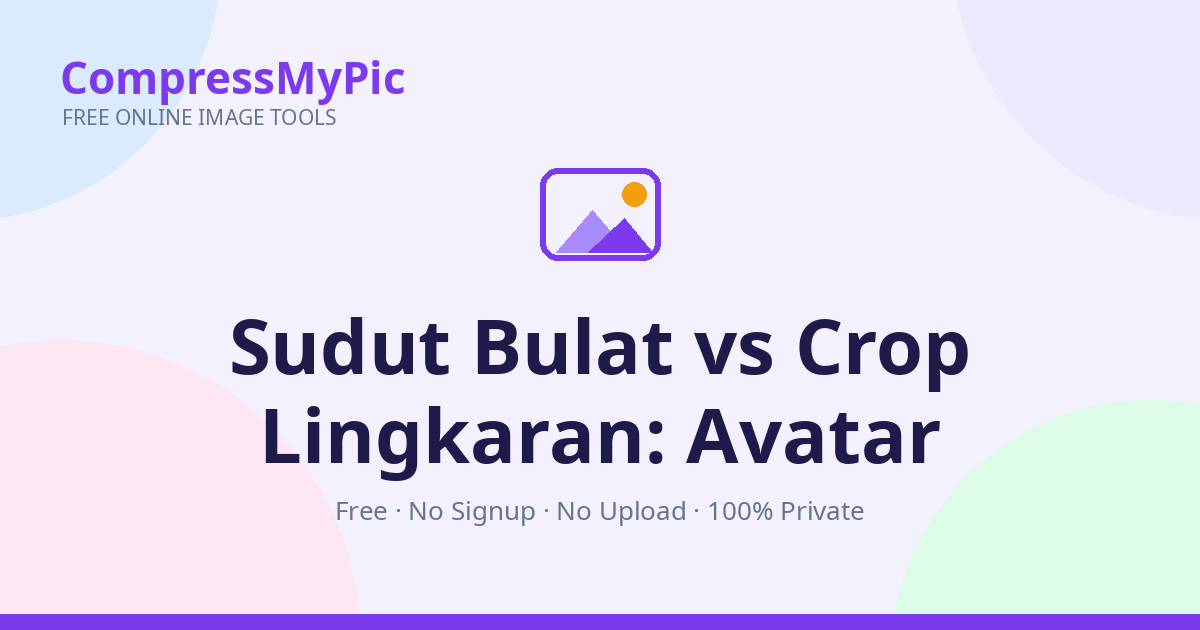 CompressMyPic
FREE ONLINE IMAGE TOOLS
Sudut Bulat vs Crop
Lingkaran: Avatar
Free · No Signup · No Upload · 100% Private